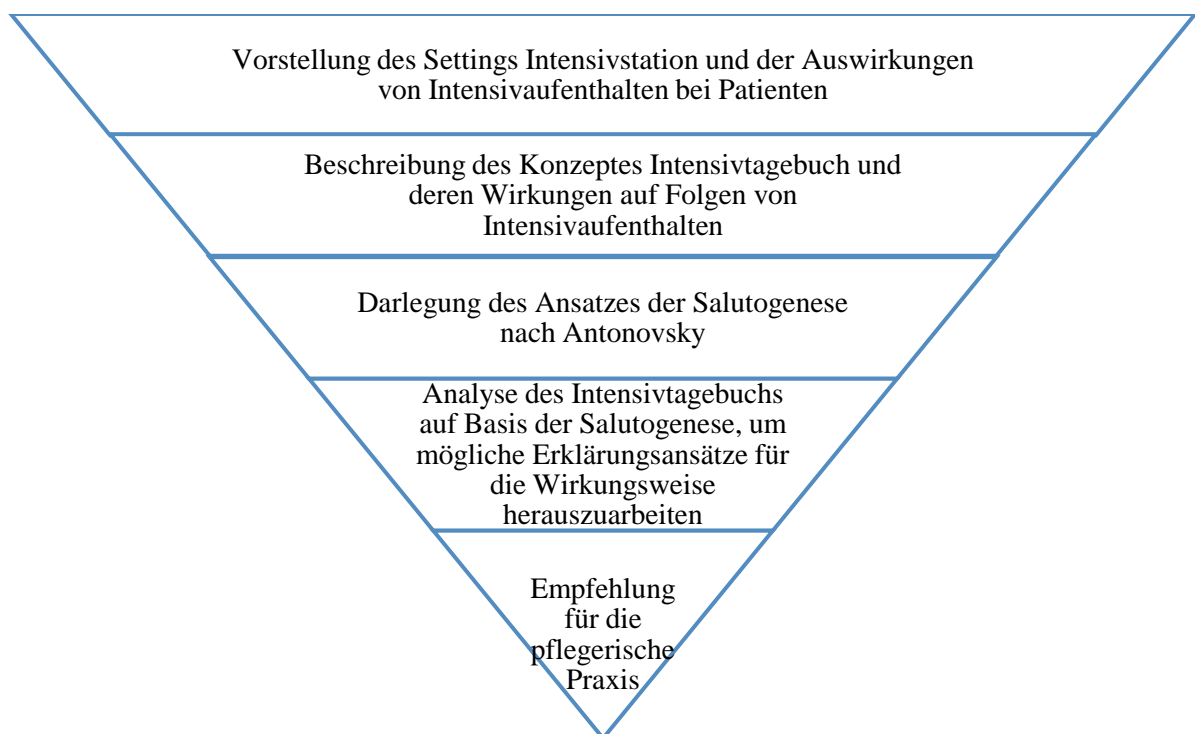 Vorstellung des Settings Intensivstation und der Auswirkungen
von Intensivaufenthalten bei Patienten
Beschreibung des Konzeptes Intensivtagebuch und
deren Wirkungen auf Folgen von
Intensivaufenthalten
Darlegung des Ansatzes der Salutogenese
nach Antonovsky
Analyse des Intensivtagebuchs
auf Basis der Salutogenese, um
mögliche Erklärungsansätze für
die Wirkungsweise
herauszuarbeiten
Empfehlung
für die
pflegerische
Praxis